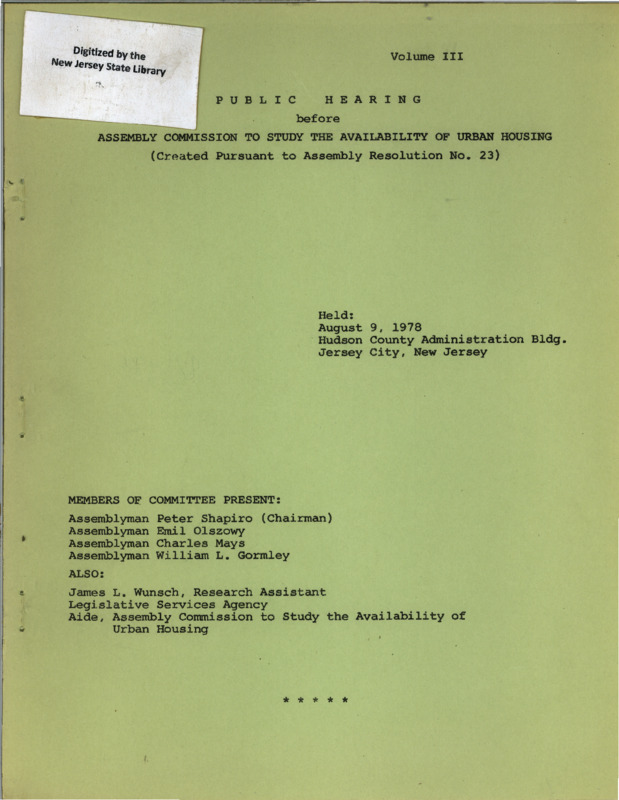 Digitized by the
New Jersey State Library
Volume III
PUBLIC HEARING
before
ASSEMBLY COMMISSION TO STUDY THE AVAILABILITY OF URBAN HOUSING
(Created Pursuant to Assembly Resolution No. 23)
Held:
August 9, 1978
Hudson County Administration Bldg.
Jersey City, New Jersey
MEMBERS OF COMMITTEE PRESENT:
Assemblyman Peter Shapiro (Chairman)
Assemblyman Emil Olszowy
Assemblyman Charles Mays
Assemblyman William L. Gormley
ALSO:
James L. Wunsch, Research Assistant
Legislative Services Agency
Aide, Assembly Commission to Study the Availability of
Urban Housing
* * * * *